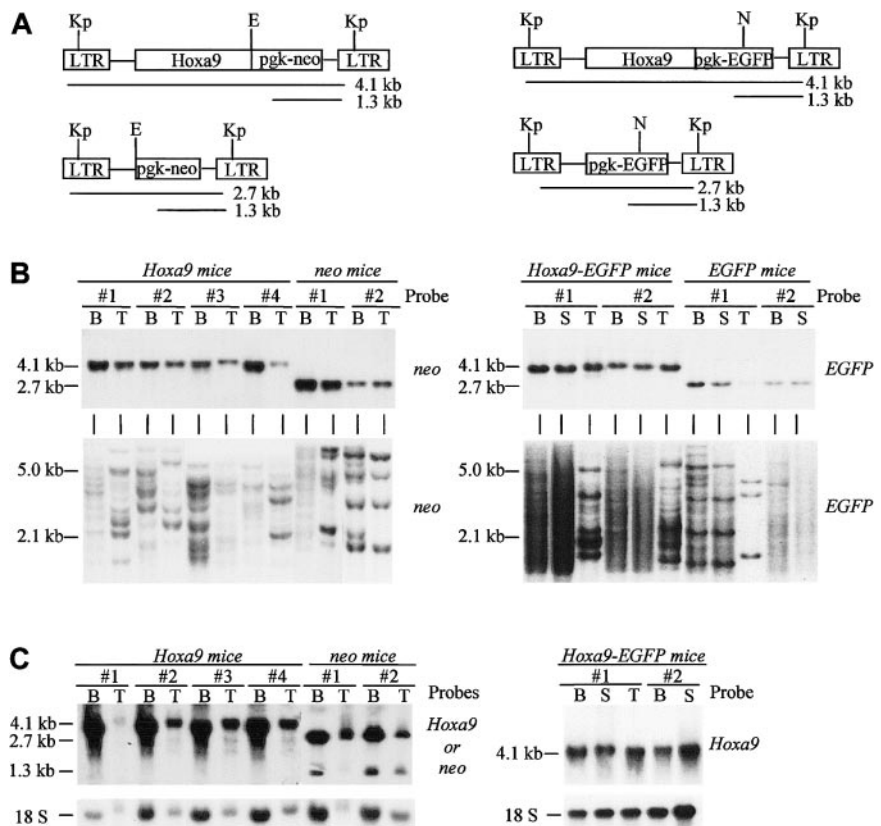 A
Kp E Kp
LTR Hoxa9 pgk-neo LTR
4.1 kb
1.3 kb
Kp E Kp
LTR pgk-neo LTR
2.7 kb
1.3 kb
Kp N Kp
LTR Hoxa9 pgk-EGFP LTR
4.1 kb
1.3 kb
Kp N Kp
LTR pgk-EGFP LTR
2.7 kb
1.3 kb
B
Hoxa9 mice neo mice
#1 #2 #3 #4 #1 #2 Probe
B T B T B T B T B T B T
4.1 kb
2.7 kb
neo
5.0 kb
2.1 kb
neo
Hoxa9-EGFP mice EGFP mice
#1 #2 #1 #2 Probe
B S T B S T B S T B S
4.1 kb
2.7 kb
EGFP
5.0 kb
2.1 kb
EGFP
C
Hoxa9 mice neo mice
#1 #2 #3 #4 #1 #2 Probes
B T B T B T B T B T B T
4.1 kb
2.7 kb
1.3 kb
Hoxa9
or
neo
18 S
Hoxa9-EGFP mice
#1 #2 Probe
B S T B S
4.1 kb
Hoxa9
18 S